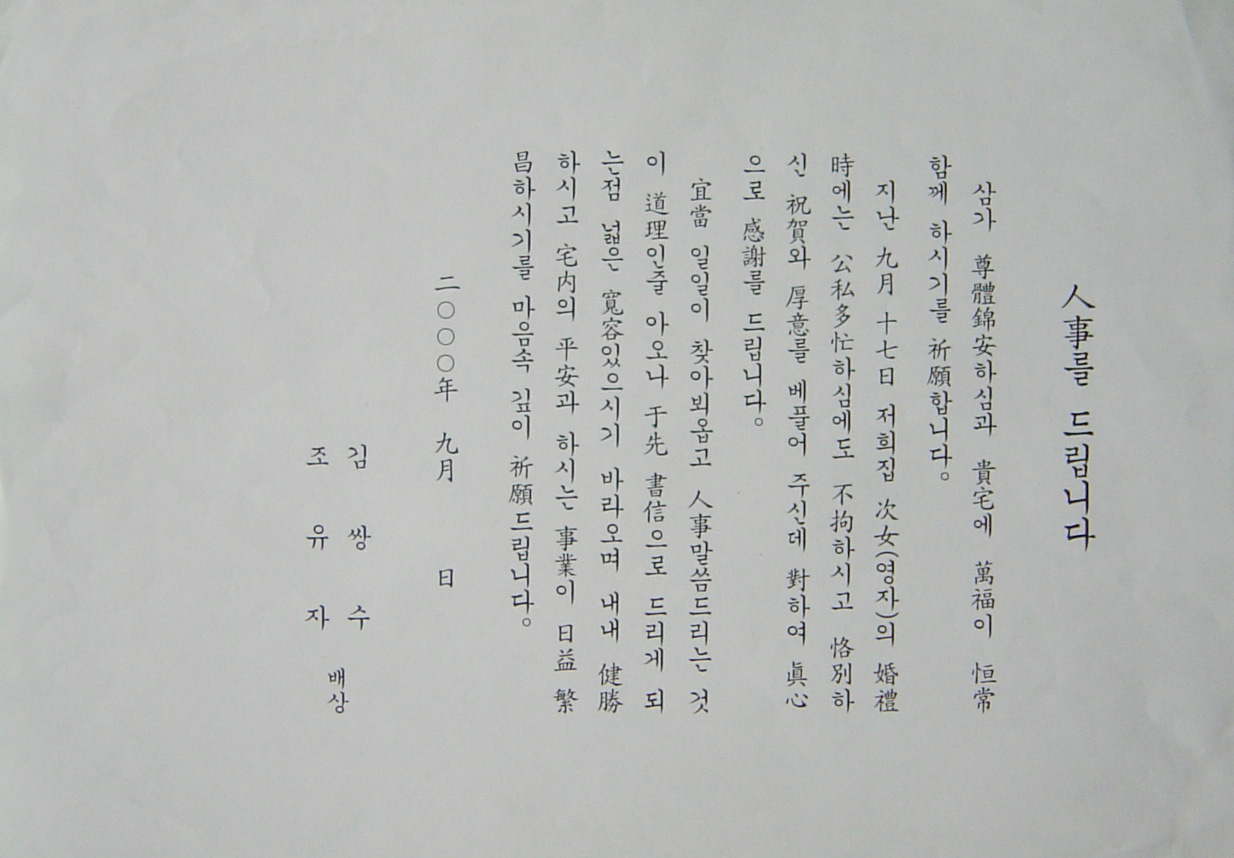 人事를 드립니다
삼가 尊體錦安하심과 貴宅에 萬福이 恒常
함께 하시기를 祈願합니다。
지난 九月 十七日 저희집 次女(영자)의 婚禮
時에는 公私多忙하심에도 不拘하시고 恪別하
신 祝賀와 厚意를 베풀어 주신데 對하여 眞心
으로 感謝를 드립니다。
宜當 일일이 찾아뵈옵고 人事말씀드리는 것
이 道理인줄 아오나 于先 書信으로 드리게 되
는점 넓은 寬容있으시기 바라오며 내내 健勝
하시고 宅內의 平安과 하시는 事業이 日益 繁
昌하시기를 마음속 깊이 祈願드립니다。
二〇〇〇年 九月 日
김 쌍 수
조 유 자
배상